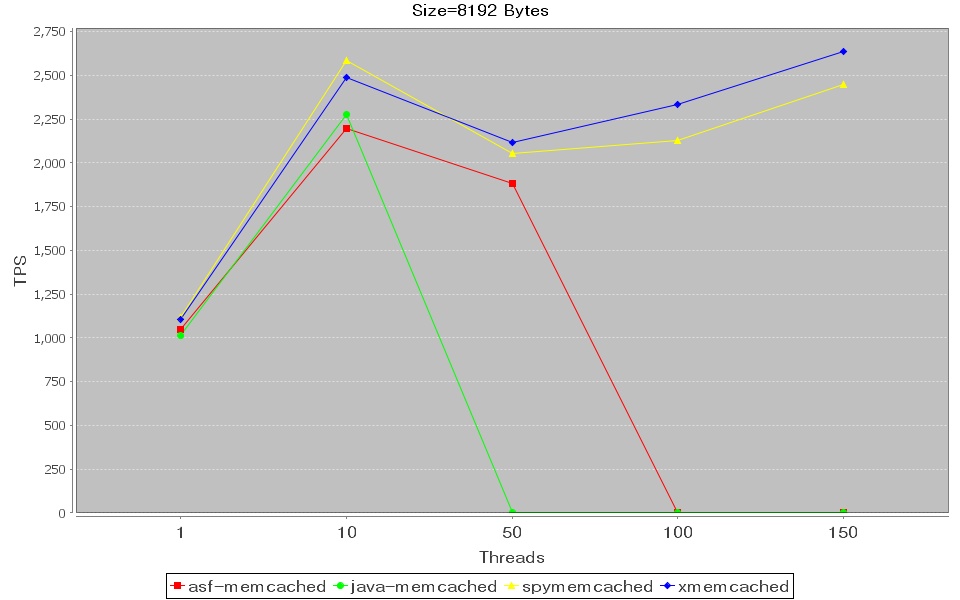 Size=8192 Bytes
2,750
2,500
2,250
2,000
1,750
1,500
1,250
1,000
750
500
250
0
TPS
1 10 50 100 150
Threads
asf-memcached java-memcached spymemcached xmemcached